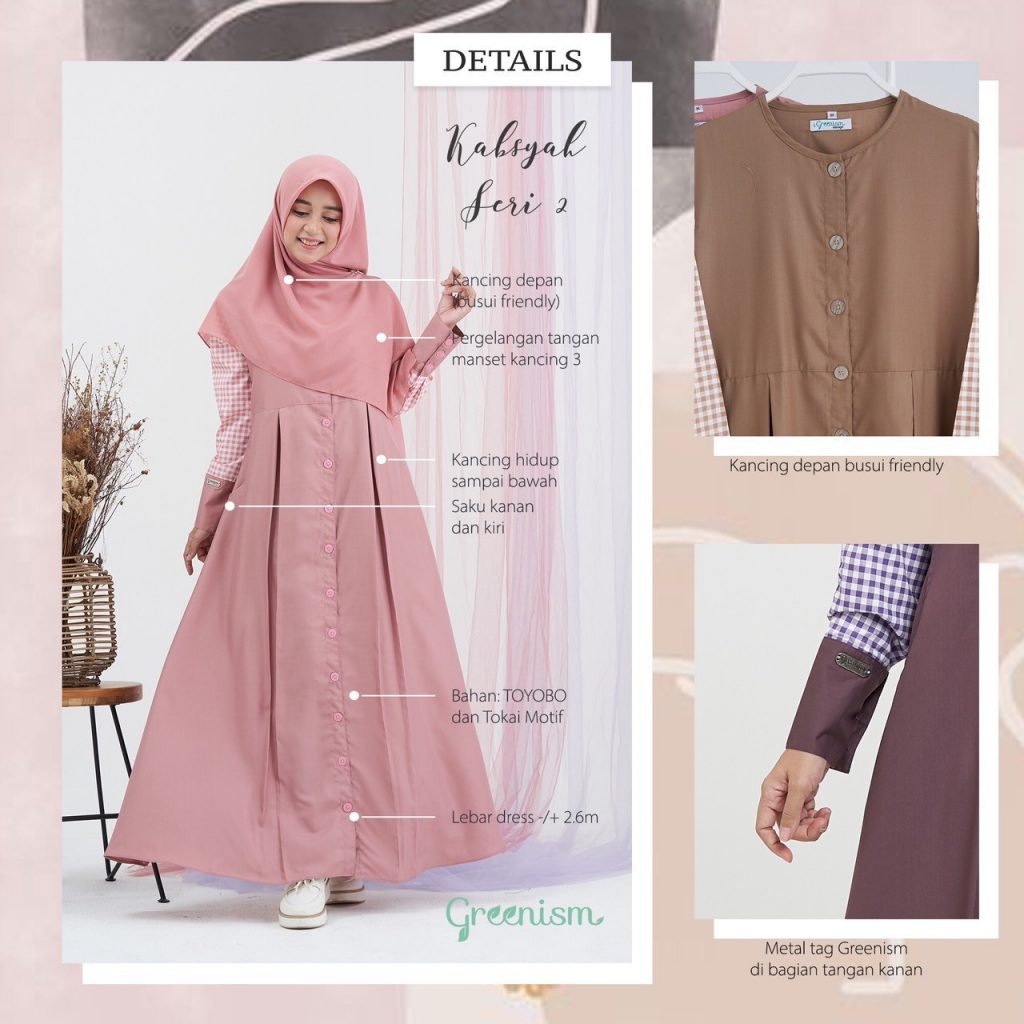 DETAILS
Kabsyah
Seri 2
Kancing depan
(busui friendly)
Pergelangan tangan
manset kancing 3
Kancing hidup
sampai bawah
Saku kanan
dan kiri
Bahan: TOYOBO
dan Tokai Motif
Lebar dress -/+ 2.6m
Greenism
Greenism
Kancing depan busui friendly
Metal tag Greenism
di bagian tangan kanan